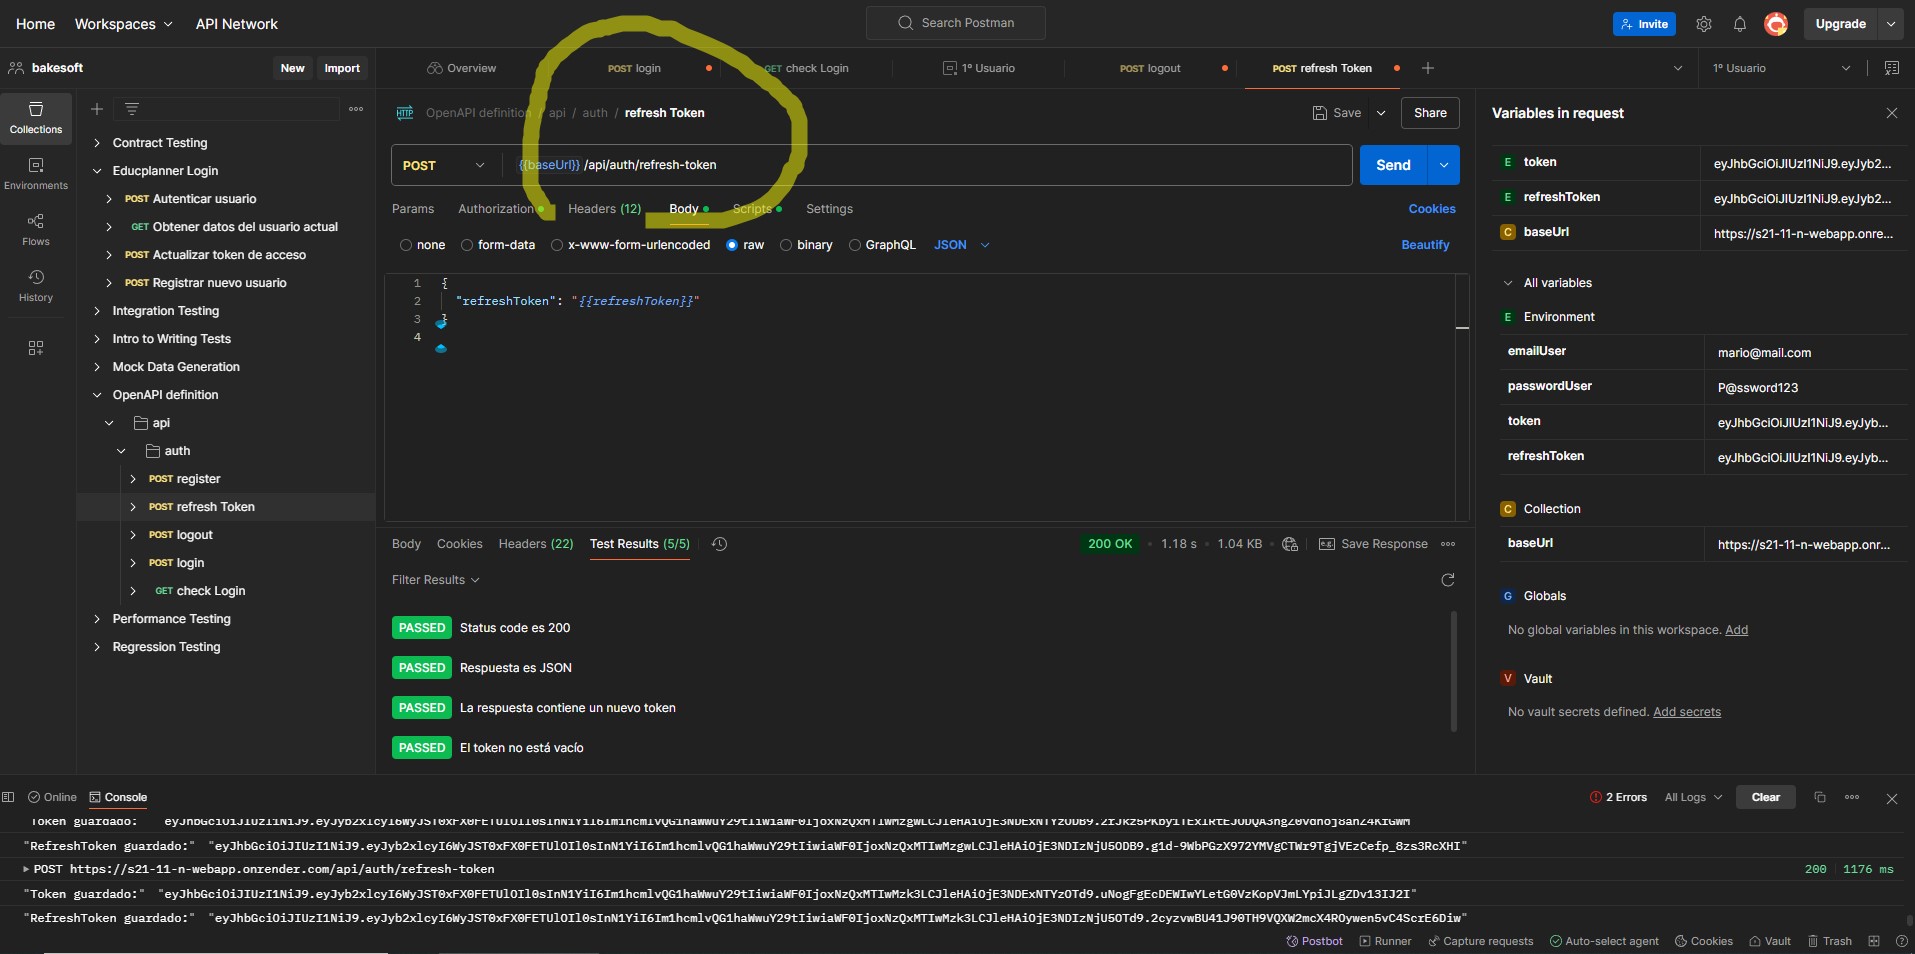 Home Workspaces API Network Search Postman Invite Upgrade
bakesoft New Import Overview POST login GET check Login 1º Usuario POST logout POST refresh Token 1º Usuario
Collections
Environments
Flows
History
Contract Testing
Educplanner Login
POST Autenticar usuario
GET Obtener datos del usuario actual
POST Actualizar token de acceso
POST Registrar nuevo usuario
Integration Testing
Intro to Writing Tests
Mock Data Generation
OpenAPI definition
api
auth
POST register
POST refresh Token
POST logout
POST login
GET check Login
Performance Testing
Regression Testing
HTTP OpenAPI definition / api / auth / refresh Token Save Share
POST {{baseUrl}} /api/auth/refresh-token Send
Params Authorization Headers (12) Body Scripts Settings Cookies
none form-data x-www-form-urlencoded raw binary GraphQL JSON Beautify
1 {
2 "refreshToken": "{{refreshToken}}"
3 }
4
Body Cookies Headers (22) Test Results (5/5) 200 OK • 1.18 s • 1.04 KB e.g. Save Response
Filter Results
PASSED Status code es 200
PASSED Respuesta es JSON
PASSED La respuesta contiene un nuevo token
PASSED El token no está vacío
Variables in request
E token eyJhbGciOiJIUzI1NiJ9.eyJyb2...
E refreshToken eyJhbGciOiJIUzI1NiJ9.eyJyb2...
C baseUrl https://s21-11-n-webapp.onre...
All variables
E Environment
emailUser mario@mail.com
passwordUser P@ssword123
token eyJhbGciOiJIUzI1NiJ9.eyJyb...
refreshToken eyJhbGciOiJIUzI1NiJ9.eyJyb...
C Collection
baseUrl https://s21-11-n-webapp.onr...
G Globals
No global variables in this workspace. Add
V Vault
No vault secrets defined. Add secrets
Online Console 2 Errors All Logs Clear
"Token guardado:"
"RefreshToken guardado:"
POST https://s21-11-n-webapp.onrender.com/api/auth/refresh-token 200 1176 ms
"Token guardado:"
"RefreshToken guardado:"
Postbot Runner Capture requests Auto-select agent Cookies Vault Trash